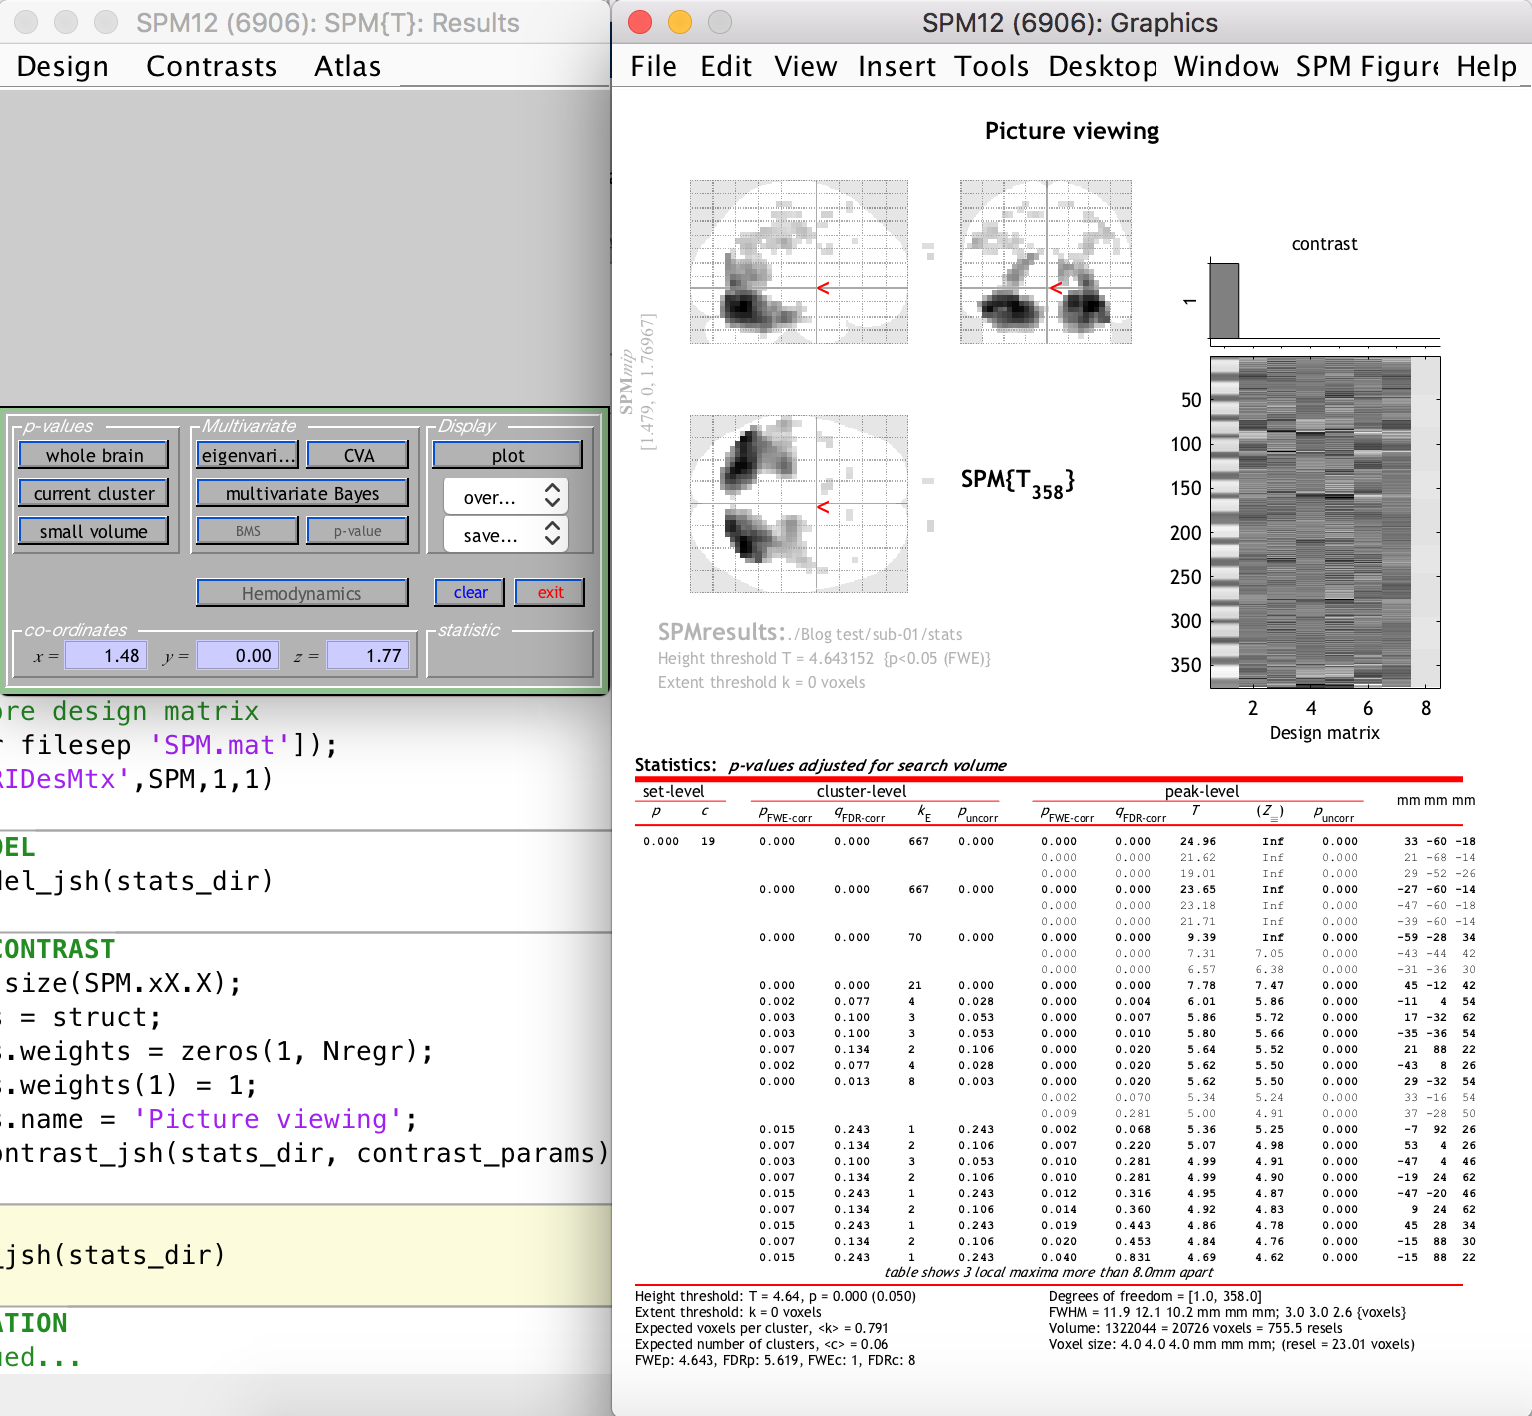 SPM12 (6906): SPM{T}: Results
Design Contrasts Atlas
p-values
whole brain
current cluster
small volume
Multivariate
eigenvari... CVA
multivariate Bayes
BMS p-value
Display
plot
over...
save...
Hemodynamics clear exit
co-ordinates
x = 1.48 y = 0.00 z = 1.77
statistic
ore design matrix
r filesep 'SPM.mat']);
RIDesMtx',SPM,1,1)
DEL
del_jsh(stats_dir)
CONTRAST
size(SPM.xX.X);
s = struct;
s.weights = zeros(1, Nregr);
s.weights(1) = 1;
s.name = 'Picture viewing';
ontrast_jsh(stats_dir, contrast_params)
_jsh(stats_dir)
ATION
ued...
SPM12 (6906): Graphics
File Edit View Insert Tools Desktop Window SPM Figure Help
Picture viewing
SPMmip
[1.479, 0, 1.76967]
<
<
<
SPM{T358}
contrast
1
50
100
150
200
250
300
350
2 4 6 8
Design matrix
SPMresults: ./Blog test/sub-01/stats
Height threshold T = 4.643152 {p<0.05 (FWE)}
Extent threshold k = 0 voxels
Statistics: p-values adjusted for search volume
set-level cluster-level peak-level mm mm mm
p c pFWE-corr qFDR-corr kE puncorr pFWE-corr qFDR-corr T (Z≡) puncorr
0.000 19 0.000 0.000 667 0.000 0.000 0.000 24.96 Inf 0.000 33 -60 -18
0.000 0.000 21.62 Inf 0.000 21 -68 -14
0.000 0.000 19.01 Inf 0.000 29 -52 -26
0.000 0.000 667 0.000 0.000 0.000 23.65 Inf 0.000 -27 -60 -14
0.000 0.000 23.18 Inf 0.000 -47 -60 -18
0.000 0.000 21.71 Inf 0.000 -39 -60 -14
0.000 0.000 70 0.000 0.000 0.000 9.39 Inf 0.000 -59 -28 34
0.000 0.000 7.31 7.05 0.000 -43 -44 42
0.000 0.000 6.57 6.38 0.000 -31 -36 30
0.000 0.000 21 0.000 0.000 0.000 7.78 7.47 0.000 45 -12 42
0.002 0.077 4 0.028 0.000 0.004 6.01 5.86 0.000 -11 4 54
0.003 0.100 3 0.053 0.000 0.007 5.86 5.72 0.000 17 -32 62
0.003 0.100 3 0.053 0.000 0.010 5.80 5.66 0.000 -35 -36 54
0.007 0.134 2 0.106 0.000 0.020 5.64 5.52 0.000 21 88 22
0.002 0.077 4 0.028 0.000 0.020 5.62 5.50 0.000 -43 8 26
0.000 0.013 8 0.003 0.000 0.020 5.62 5.50 0.000 29 -32 54
0.002 0.070 5.34 5.24 0.000 33 -16 54
0.009 0.281 5.00 4.91 0.000 37 -28 50
0.015 0.243 1 0.243 0.002 0.068 5.36 5.25 0.000 -7 92 26
0.007 0.134 2 0.106 0.007 0.220 5.07 4.98 0.000 53 4 26
0.003 0.100 3 0.053 0.010 0.281 4.99 4.91 0.000 -47 4 46
0.007 0.134 2 0.106 0.010 0.281 4.99 4.90 0.000 -19 24 62
0.015 0.243 1 0.243 0.012 0.316 4.95 4.87 0.000 -47 -20 46
0.007 0.134 2 0.106 0.014 0.360 4.92 4.83 0.000 9 24 62
0.015 0.243 1 0.243 0.019 0.443 4.86 4.78 0.000 45 28 34
0.007 0.134 2 0.106 0.020 0.453 4.84 4.76 0.000 -15 88 30
0.015 0.243 1 0.243 0.040 0.831 4.69 4.62 0.000 -15 88 22
table shows 3 local maxima more than 8.0mm apart
Height threshold: T = 4.64, p = 0.000 (0.050)
Extent threshold: k = 0 voxels
Expected voxels per cluster, <k> = 0.791
Expected number of clusters, <c> = 0.06
FWEp: 4.643, FDRp: 5.619, FWEc: 1, FDRc: 8
Degrees of freedom = [1.0, 358.0]
FWHM = 11.9 12.1 10.2 mm mm mm; 3.0 3.0 2.6 {voxels}
Volume: 1322044 = 20726 voxels = 755.5 resels
Voxel size: 4.0 4.0 4.0 mm mm mm; (resel = 23.01 voxels)